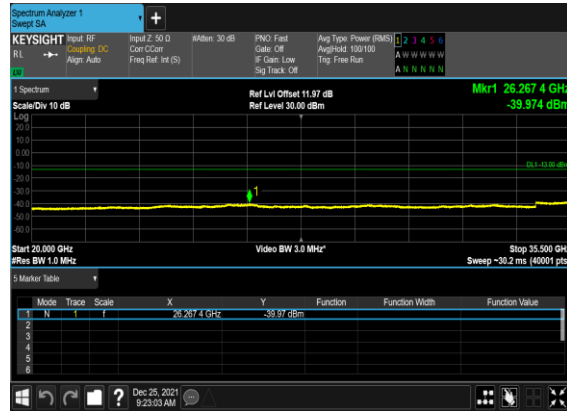 Spectrum Analyzer 1
Swept SA
+
KEYSIGHT Input: RF Input Z: 50 Ω #Atten: 30 dB PNO: Fast Avg Type: Power (RMS) 1 2 3 4 5 6
RL Coupling: DC Corr CCorr Gate: Off Avg|Hold: 100/100 A W W W W W
Align: Auto Freq Ref: Int (S) IF Gain: Low Trig: Free Run
Sig Track: Off A N N N N N
1 Spectrum Ref Lvl Offset 11.97 dB Mkr1 26.267 4 GHz
Scale/Div 10 dB Ref Level 30.00 dBm -39.974 dBm
Log
20.0
10.0
0.00
-10.0
DL1 -13.00 dBm
-20.0
-30.0
1
-40.0
-50.0
-60.0
Start 20.000 GHz Video BW 3.0 MHz* Stop 35.500 GHz
#Res BW 1.0 MHz Sweep ~30.2 ms (40001 pts)
5 Marker Table
Mode Trace Scale X Y Function Function Width Function Value
1 N 1 f 26.267 4 GHz -39.97 dBm
2
3
4
5
6
? Dec 25, 2021
9:23:03 AM